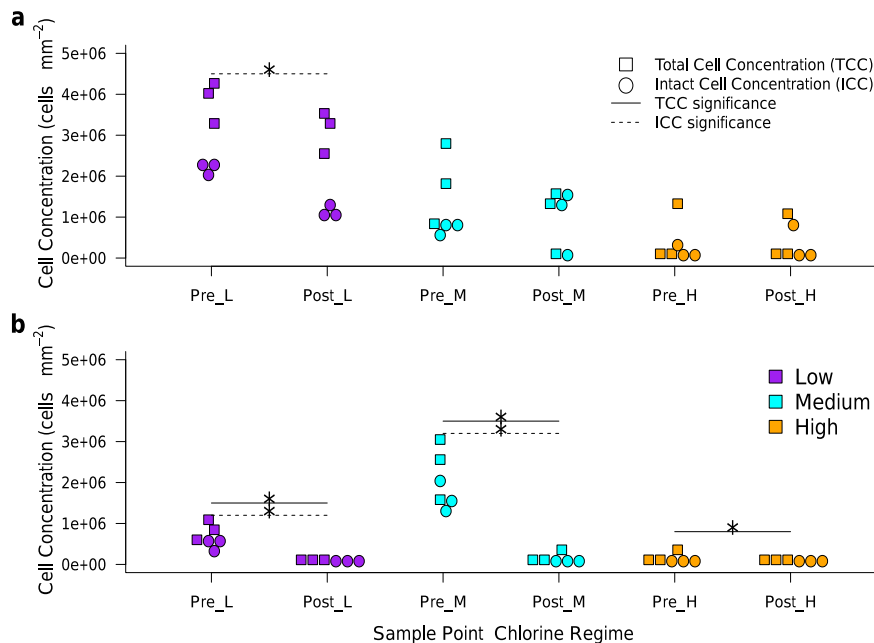 a
Cell Concentration (cells mm⁻²)
5e+06
4e+06
3e+06
2e+06
1e+06
0e+00
Total Cell Concentration (TCC)
Intact Cell Concentration (ICC)
TCC significance
ICC significance
Pre_L Post_L Pre_M Post_M Pre_H Post_H
b
Cell Concentration (cells mm⁻²)
5e+06
4e+06
3e+06
2e+06
1e+06
0e+00
Low
Medium
High
Pre_L Post_L Pre_M Post_M Pre_H Post_H
Sample Point Chlorine Regime